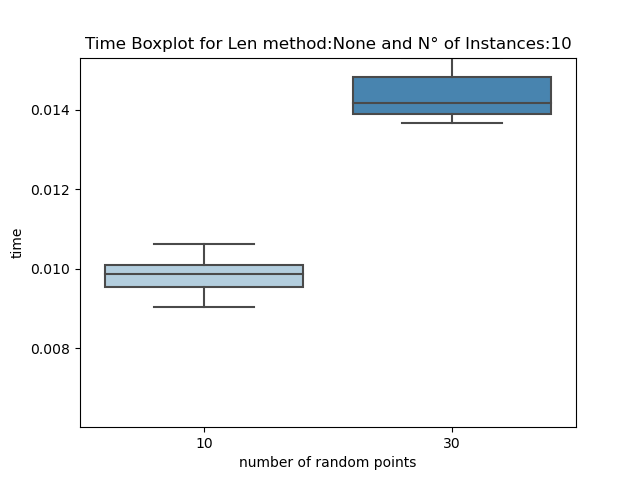 Time Boxplot for Len method:None and N° of Instances:10
0.014
0.012
0.010
0.008
time
10
30
number of random points